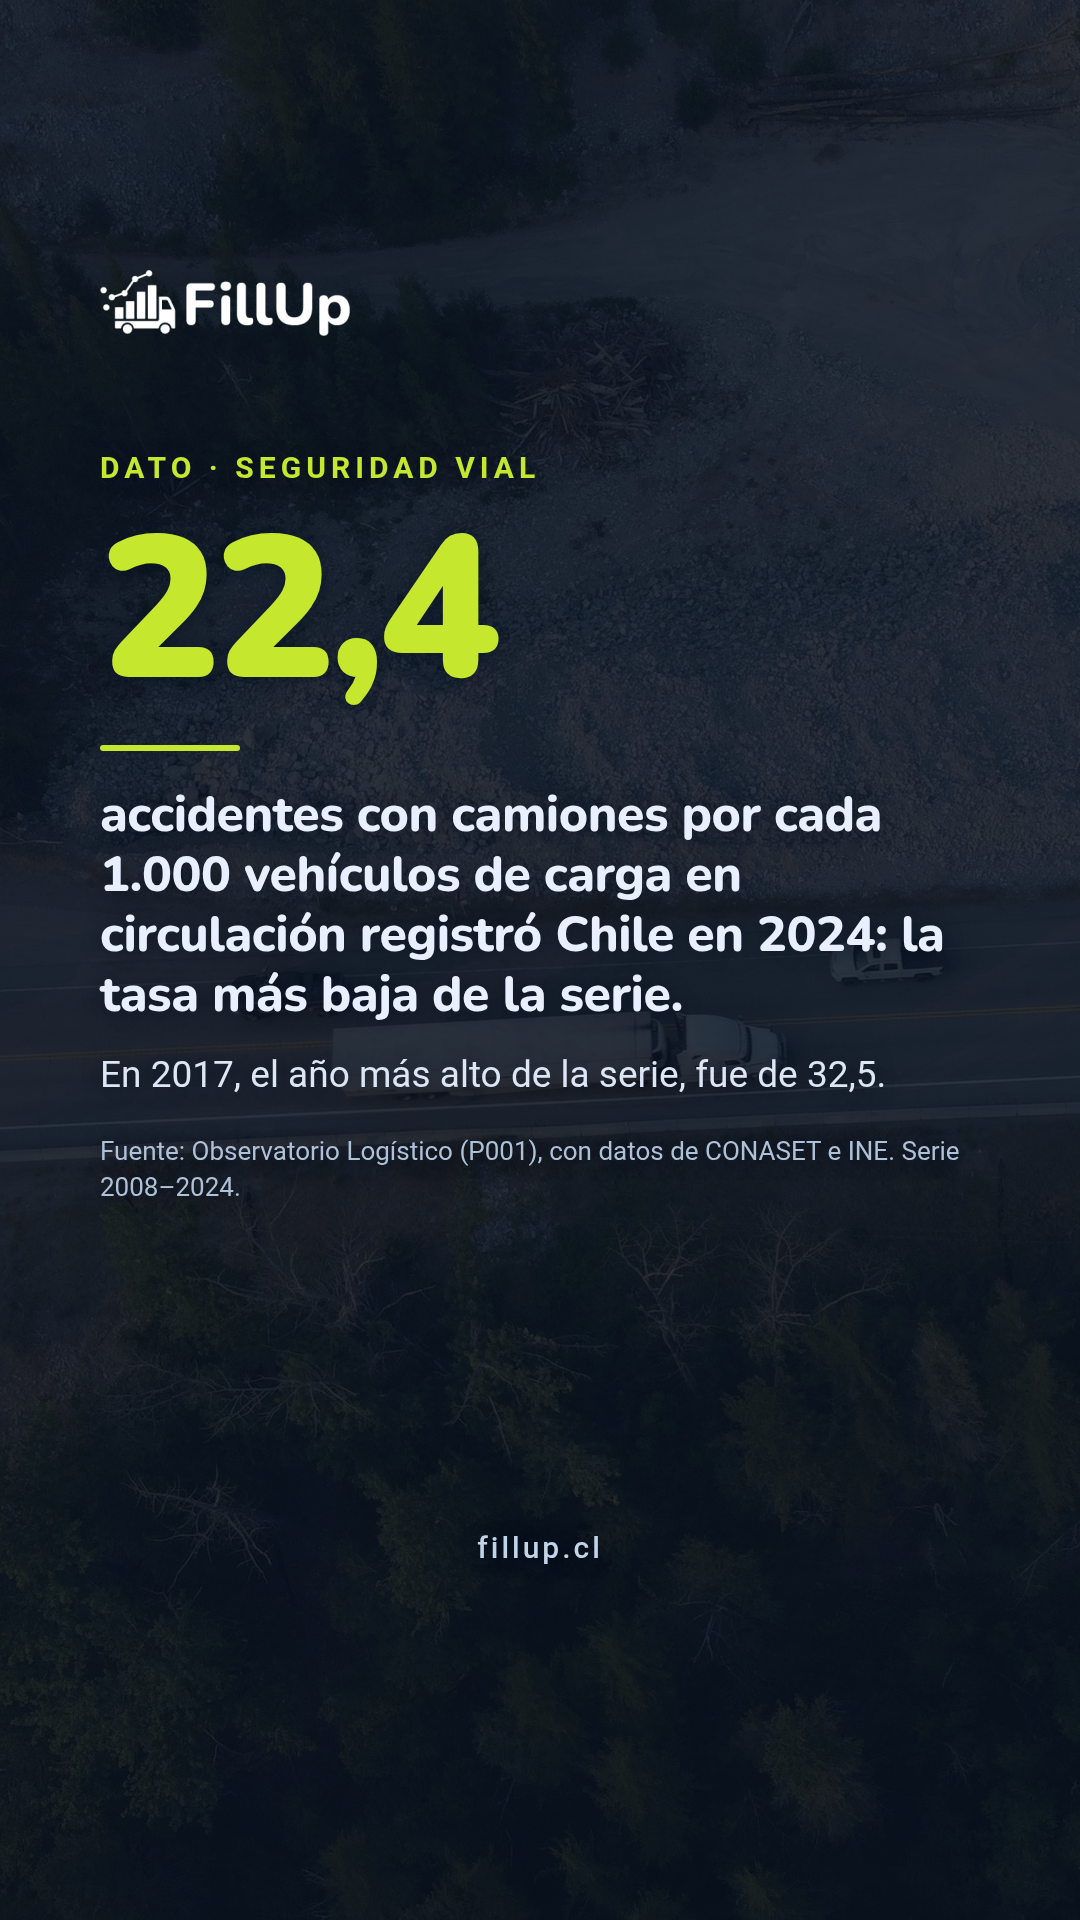 FillUp
DATO · SEGURIDAD VIAL
22,4
accidentes con camiones por cada
1.000 vehículos de carga en
circulación registró Chile en 2024: la
tasa más baja de la serie.
En 2017, el año más alto de la serie, fue de 32,5.
Fuente: Observatorio Logístico (P001), con datos de CONASET e INE. Serie
2008–2024.
fillup.cl